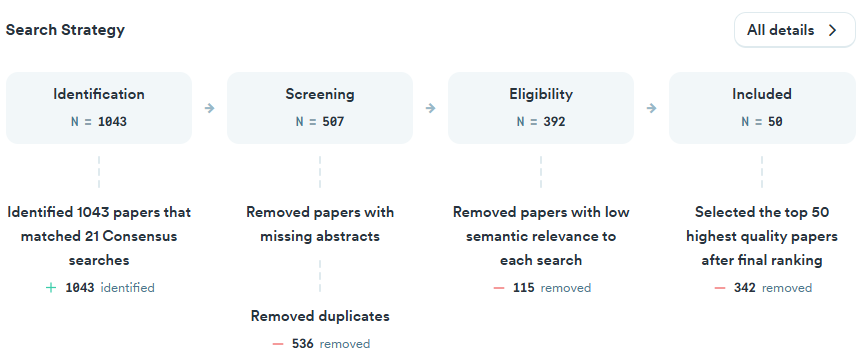 Search Strategy
All details
Identification
N = 1043
Screening
N = 507
Eligibility
N = 392
Included
N = 50
Identified 1043 papers that
matched 21 Consensus
searches
+ 1043 identified
Removed papers with
missing abstracts
Removed duplicates
− 536 removed
Removed papers with low
semantic relevance to
each search
− 115 removed
Selected the top 50
highest quality papers
after final ranking
− 342 removed